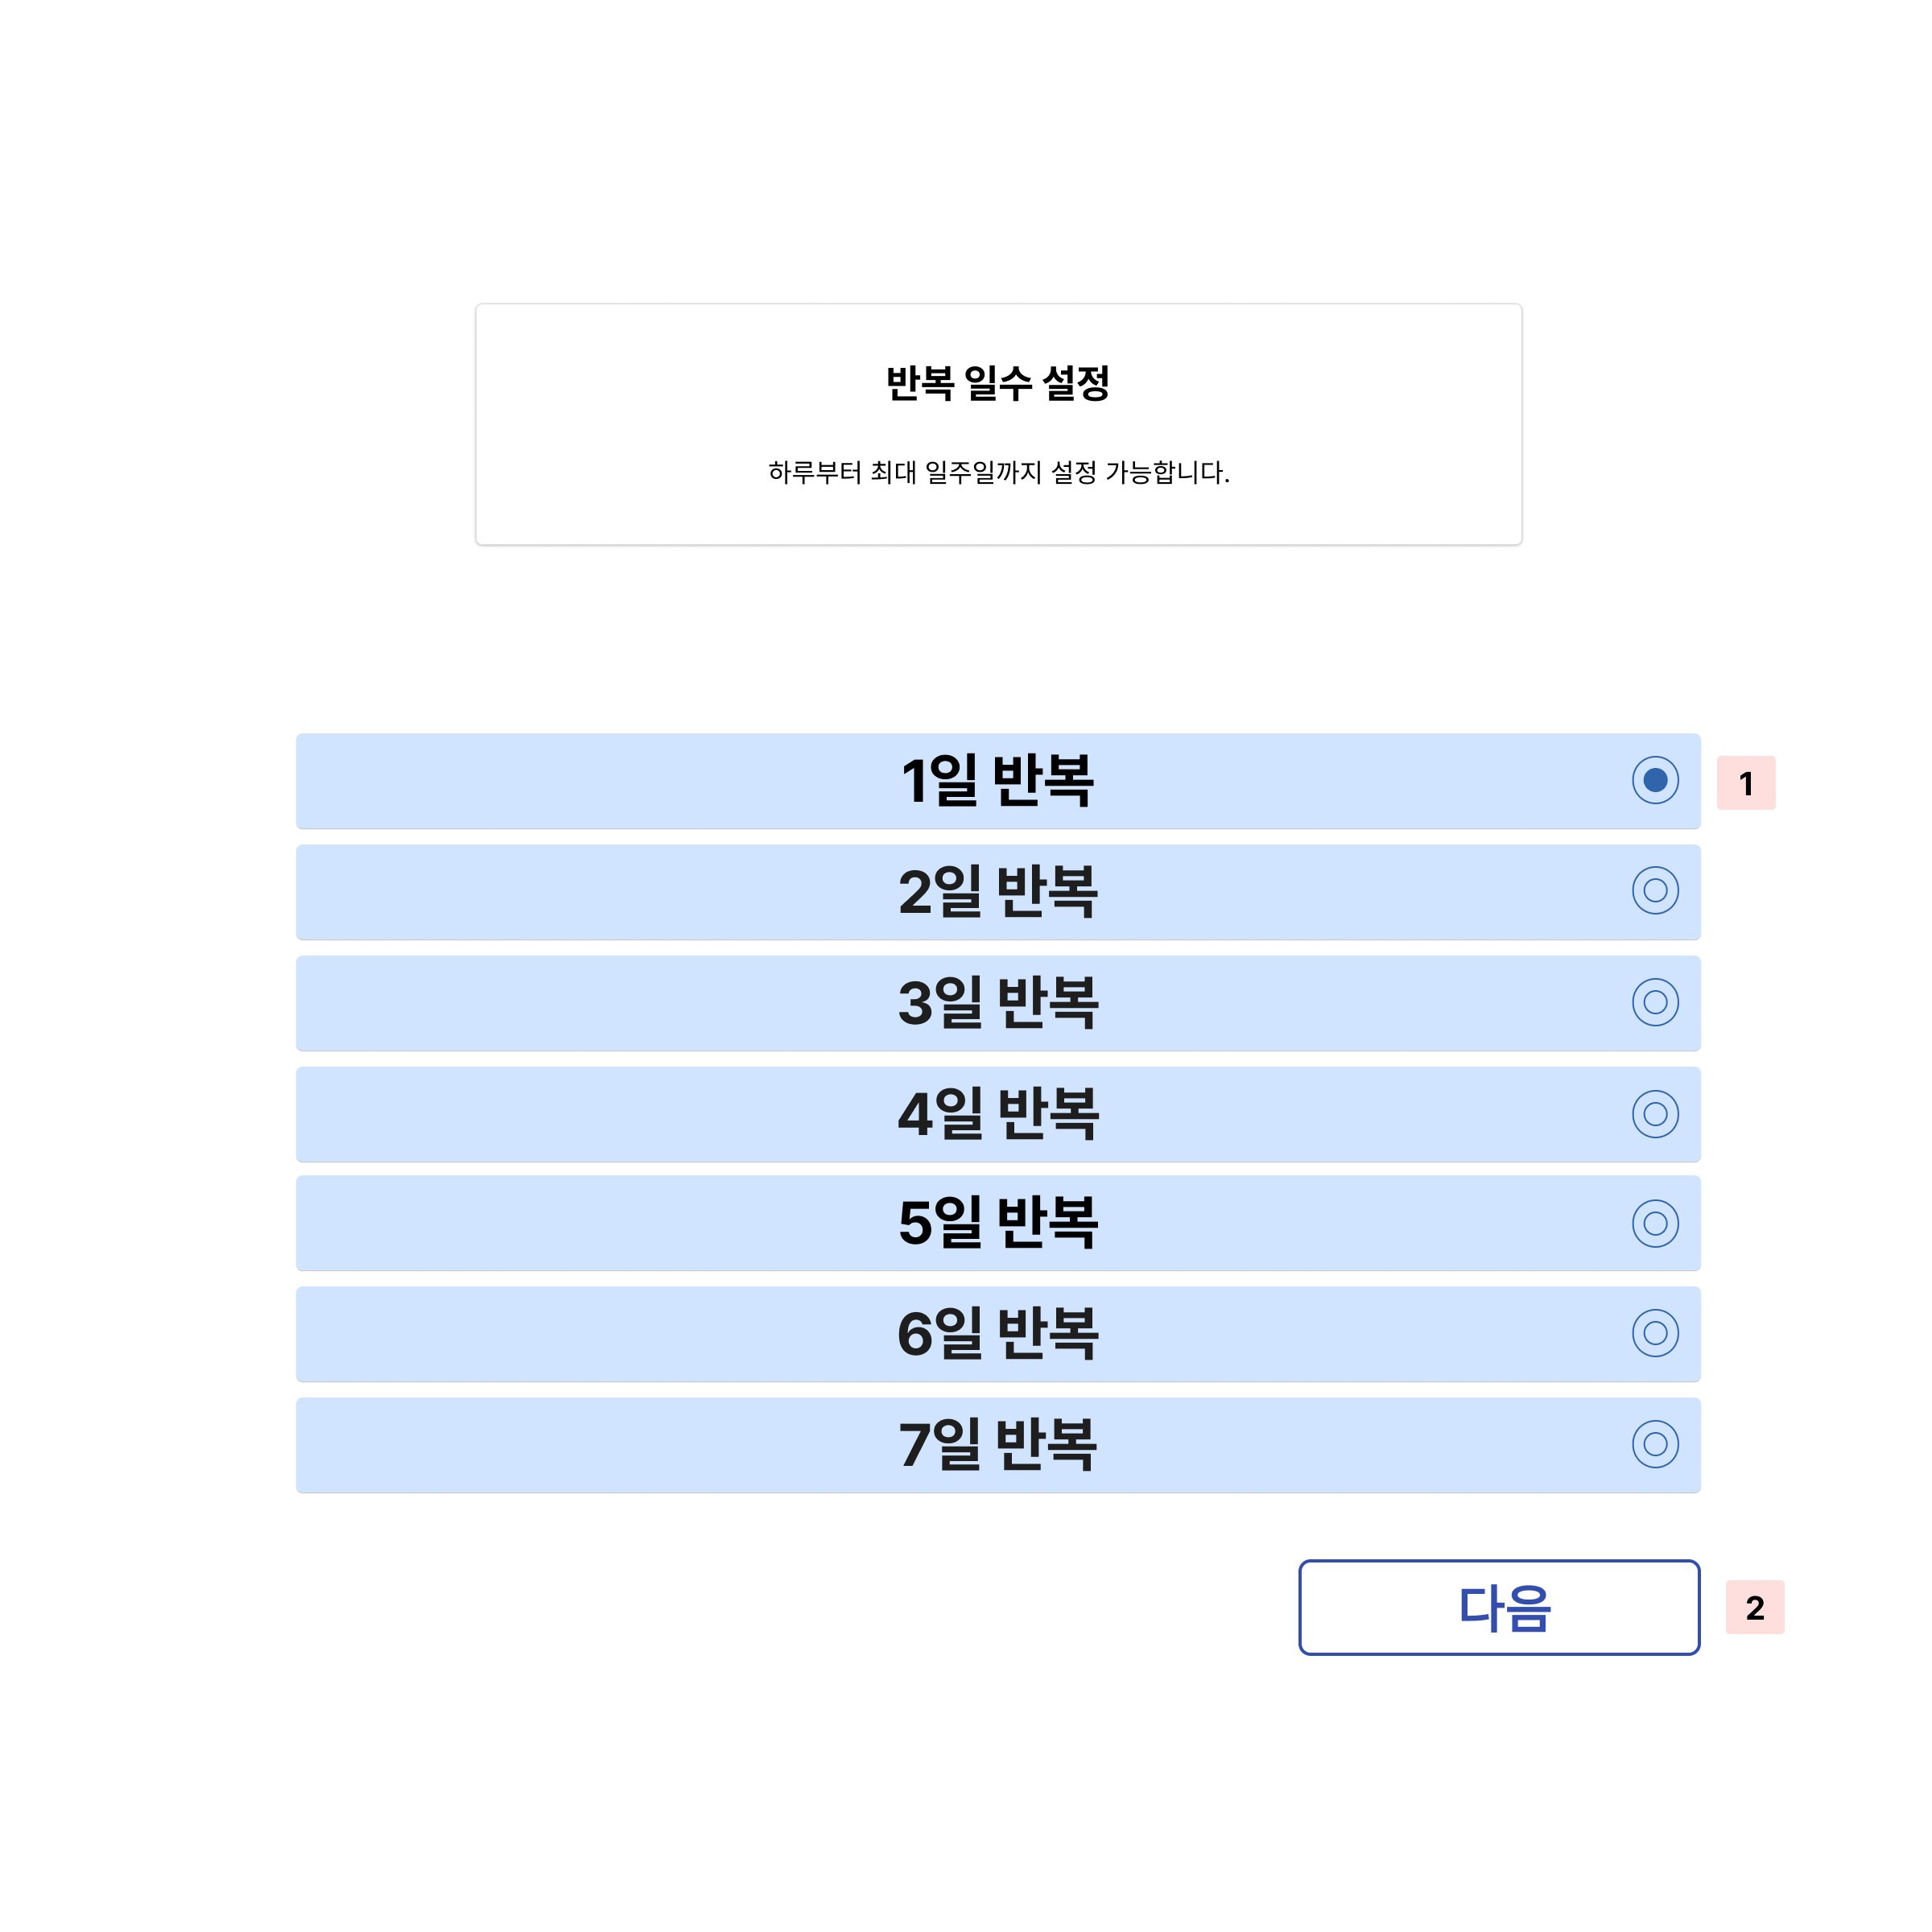 반복 일수 설정
하루부터 최대 일주일까지 설정 가능합니다.
1일 반복
1
2일 반복
3일 반복
4일 반복
5일 반복
6일 반복
7일 반복
다음
2